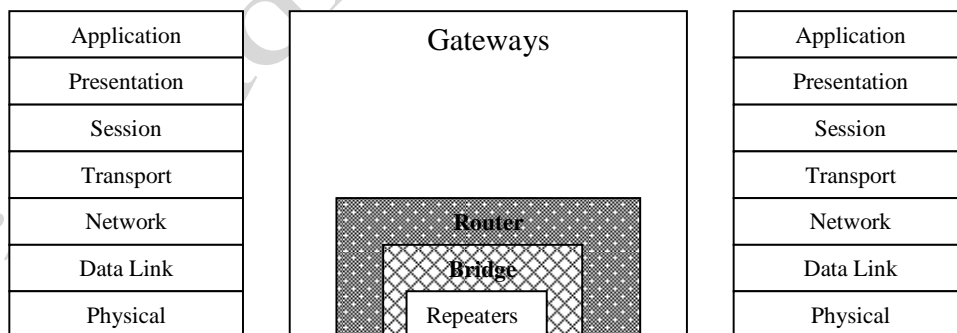 Application
Presentation
Session
Transport
Network
Data Link
Physical
Gateways
Router
Bridge
Repeaters
Application
Presentation
Session
Transport
Network
Data Link
Physical